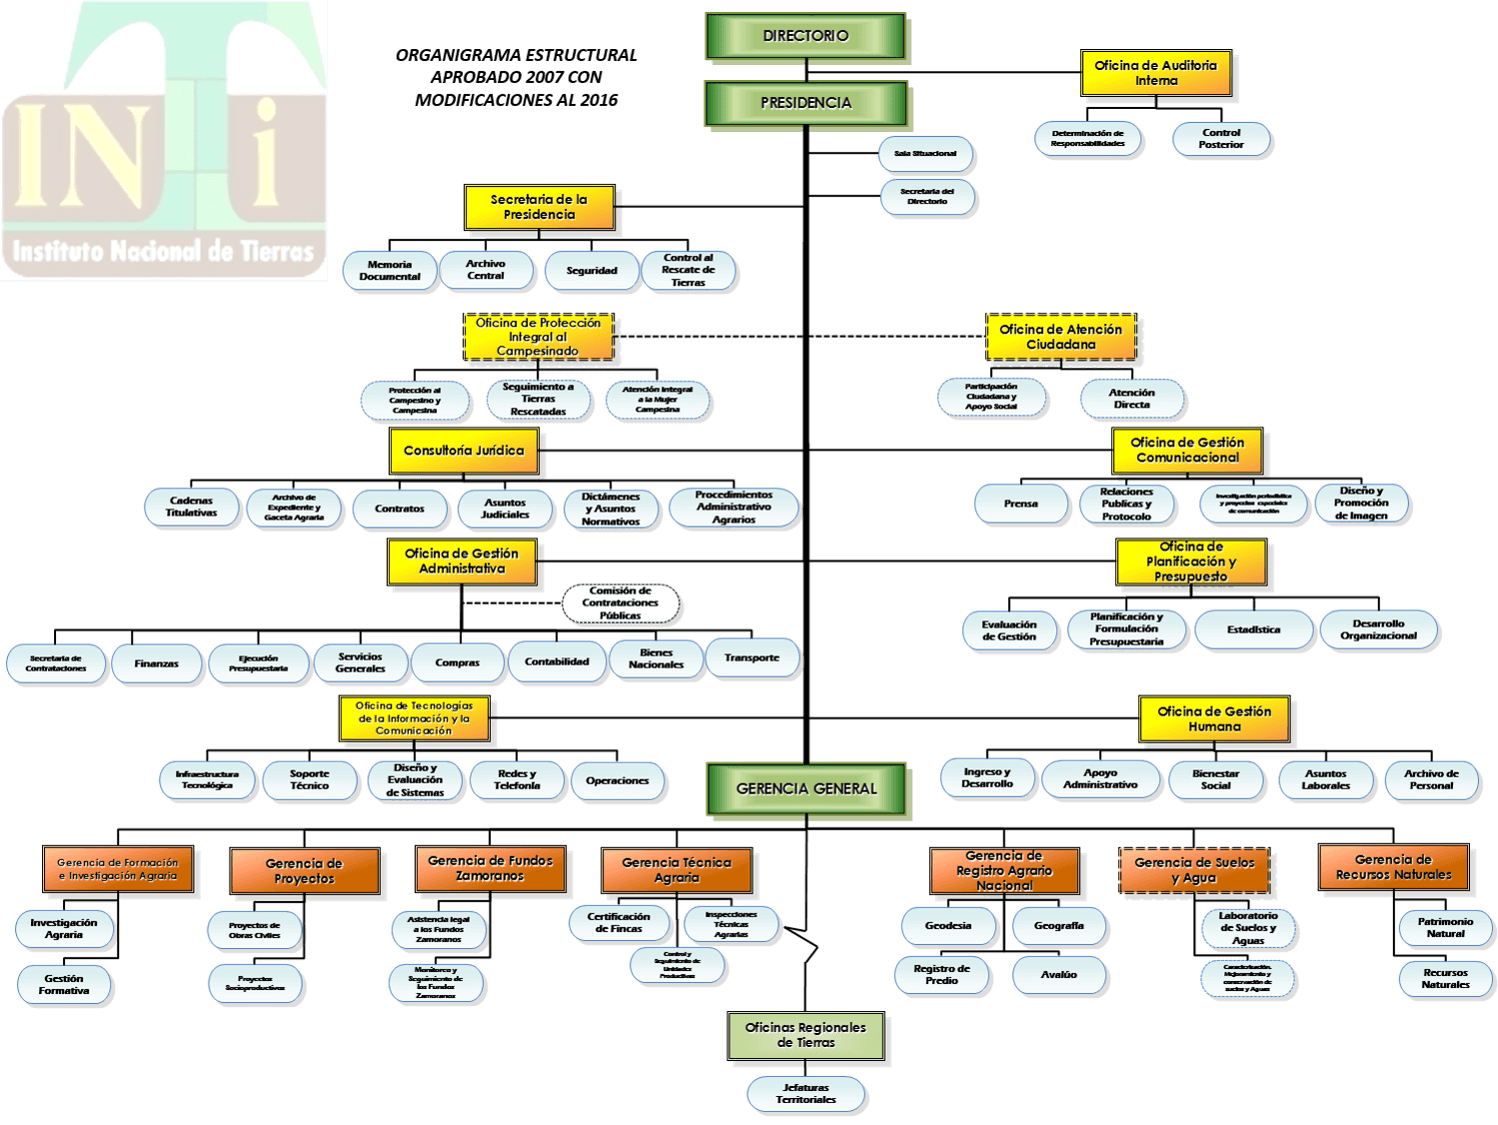 INTi
Instituto Nacional de Tierras
ORGANIGRAMA ESTRUCTURAL
APROBADO 2007 CON
MODIFICACIONES AL 2016
DIRECTORIO
Oficina de Auditoria
Interna
PRESIDENCIA
Determinación de
Responsabilidades
Control
Posterior
Sala Situacional
Secretaria del
Directorio
Secretaria de la
Presidencia
Memoria
Documental
Archivo
Central
Seguridad
Control al
Rescate de
Tierras
Oficina de Protección
Integral al
Campesinado
Oficina de Atención
Ciudadana
Protección al
Campesino y
Campesina
Seguimiento a
Tierras
Rescatadas
Atención Integral
a la Mujer
Campesina
Participación
Ciudadana y
Apoyo Social
Atención
Directa
Consultoría Jurídica
Oficina de Gestión
Comunicacional
Cadenas
Titulativas
Archivo de
Expediente y
Gaceta Agraria
Contratos
Asuntos
Judiciales
Dictámenes
y Asuntos
Normativos
Procedimientos
Administrativo
Agrarios
Prensa
Relaciones
Publicas y
Protocolo
Investigación periodística
y proyectos especiales
de comunicación
Diseño y
Promoción
de Imagen
Oficina de Gestión
Administrativa
Oficina de
Planificación y
Presupuesto
Comisión de
Contrataciones
Públicas
Evaluación
de Gestión
Planificación y
Formulación
Presupuestaria
Estadística
Desarrollo
Organizacional
Secretaria de
Contrataciones
Finanzas
Ejecución
Presupuestaria
Servicios
Generales
Compras
Contabilidad
Bienes
Nacionales
Transporte
Oficina de Tecnologías
de la Información y la
Comunicación
Oficina de Gestión
Humana
Infraestructura
Tecnológica
Soporte
Técnico
Diseño y
Evaluación
de Sistemas
Redes y
Telefonía
Operaciones
Ingreso y
Desarrollo
Apoyo
Administrativo
Bienestar
Social
Asuntos
Laborales
Archivo de
Personal
GERENCIA GENERAL
Gerencia de Formación
e Investigación Agraria
Gerencia de
Proyectos
Gerencia de Fundos
Zamoranos
Gerencia Técnica
Agraria
Gerencia de
Registro Agrario
Nacional
Gerencia de Suelos
y Agua
Gerencia de
Recursos Naturales
Investigación
Agraria
Gestión
Formativa
Proyectos de
Obras Civiles
Proyectos
Socioproductivos
Asistencia legal
a los Fundos
Zamoranos
Monitoreo y
Seguimiento de
los Fundos
Zamoranos
Certificación
de Fincas
Inspecciones
Técnicas
Agrarias
Control y
Seguimiento de
Unidades
Productivas
Geodesia
Geografía
Registro de
Predio
Avalúo
Laboratorio
de Suelos y
Aguas
Caracterización,
Mejoramiento y
conservación de
suelos y Aguas
Patrimonio
Natural
Recursos
Naturales
Oficinas Regionales
de Tierras
Jefaturas
Territoriales